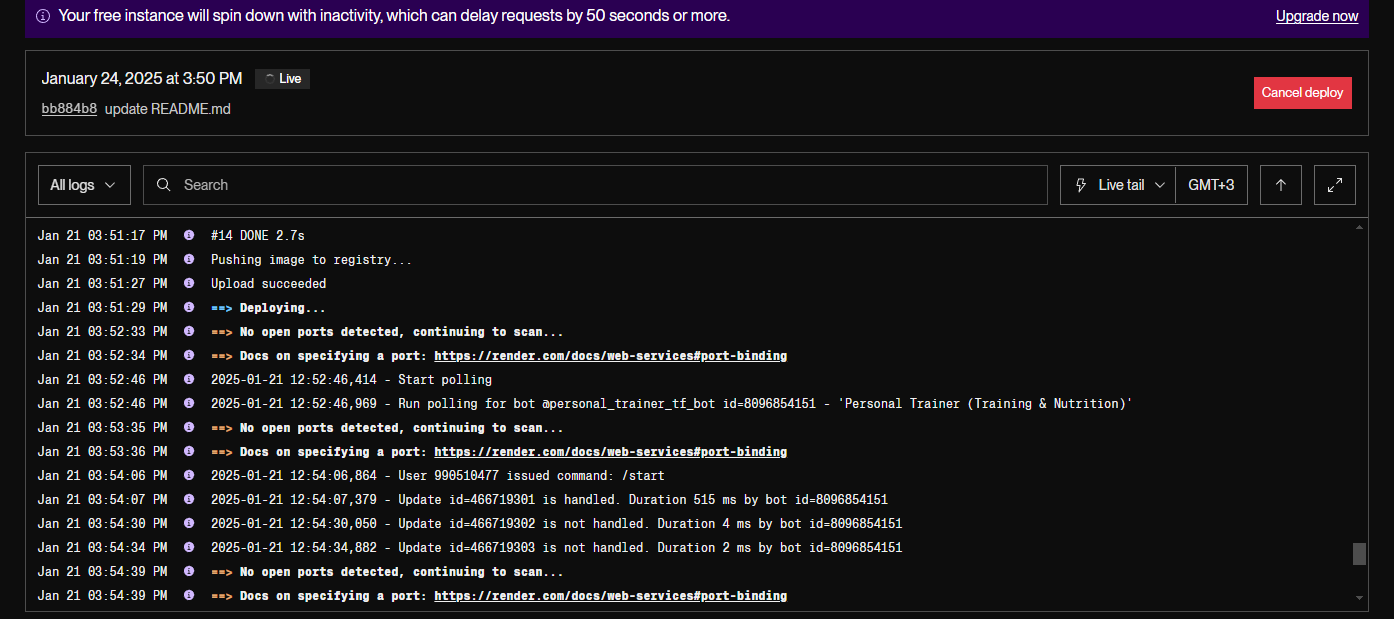 Your free instance will spin down with inactivity, which can delay requests by 50 seconds or more. Upgrade now
January 24, 2025 at 3:50 PM Live
bb884b8 update README.md
Cancel deploy
All logs Search Live tail GMT+3
Jan 21 03:51:17 PM #14 DONE 2.7s
Jan 21 03:51:19 PM Pushing image to registry...
Jan 21 03:51:27 PM Upload succeeded
Jan 21 03:51:29 PM ==> Deploying...
Jan 21 03:52:33 PM ==> No open ports detected, continuing to scan...
Jan 21 03:52:34 PM ==> Docs on specifying a port: https://render.com/docs/web-services#port-binding
Jan 21 03:52:46 PM 2025-01-21 12:52:46,414 - Start polling
Jan 21 03:52:46 PM 2025-01-21 12:52:46,969 - Run polling for bot @personal_trainer_tf_bot id=8096854151 - 'Personal Trainer (Training & Nutrition)'
Jan 21 03:53:35 PM ==> No open ports detected, continuing to scan...
Jan 21 03:53:36 PM ==> Docs on specifying a port: https://render.com/docs/web-services#port-binding
Jan 21 03:54:06 PM 2025-01-21 12:54:06,864 - User 990510477 issued command: /start
Jan 21 03:54:07 PM 2025-01-21 12:54:07,379 - Update id=466719301 is handled. Duration 515 ms by bot id=8096854151
Jan 21 03:54:30 PM 2025-01-21 12:54:30,050 - Update id=466719302 is not handled. Duration 4 ms by bot id=8096854151
Jan 21 03:54:34 PM 2025-01-21 12:54:34,882 - Update id=466719303 is not handled. Duration 2 ms by bot id=8096854151
Jan 21 03:54:39 PM ==> No open ports detected, continuing to scan...
Jan 21 03:54:39 PM ==> Docs on specifying a port: https://render.com/docs/web-services#port-binding